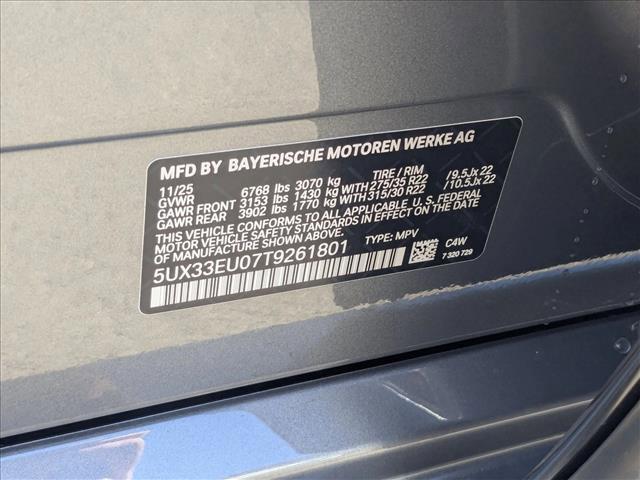 MFD BY BAYERISCHE MOTOREN WERKE AG
11/25 TIRE / RIM
GVWR 6768 lbs 3070 kg
GAWR FRONT 3153 lbs 1430 kg WITH 275/35 R22 /9.5Jx 22
GAWR REAR 3902 lbs 1770 kg WITH 315/30 R22 /10.5Jx 22
THIS VEHICLE CONFORMS TO ALL APPLICABLE U. S. FEDERAL
MOTOR VEHICLE SAFETY STANDARDS IN EFFECT ON THE DATE
OF MANUFACTURE SHOWN ABOVE.
5UX33EU07T9261801 TYPE: MPV C4W
7 320 729